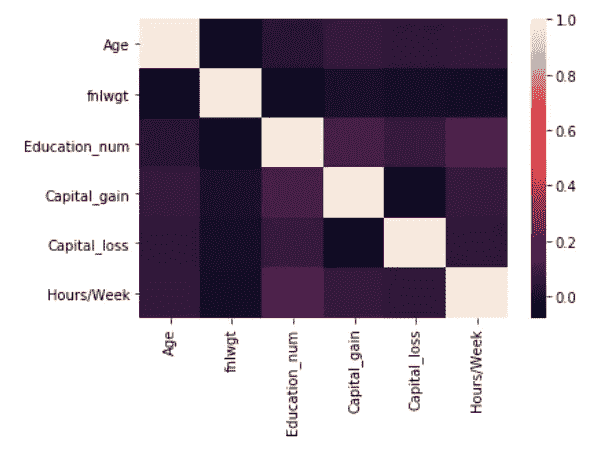 Age
fnlwgt
Education_num
Capital_gain
Capital_loss
Hours/Week
Age
fnlwgt
Education_num
Capital_gain
Capital_loss
Hours/Week
1.0
0.8
0.6
0.4
0.2
0.0